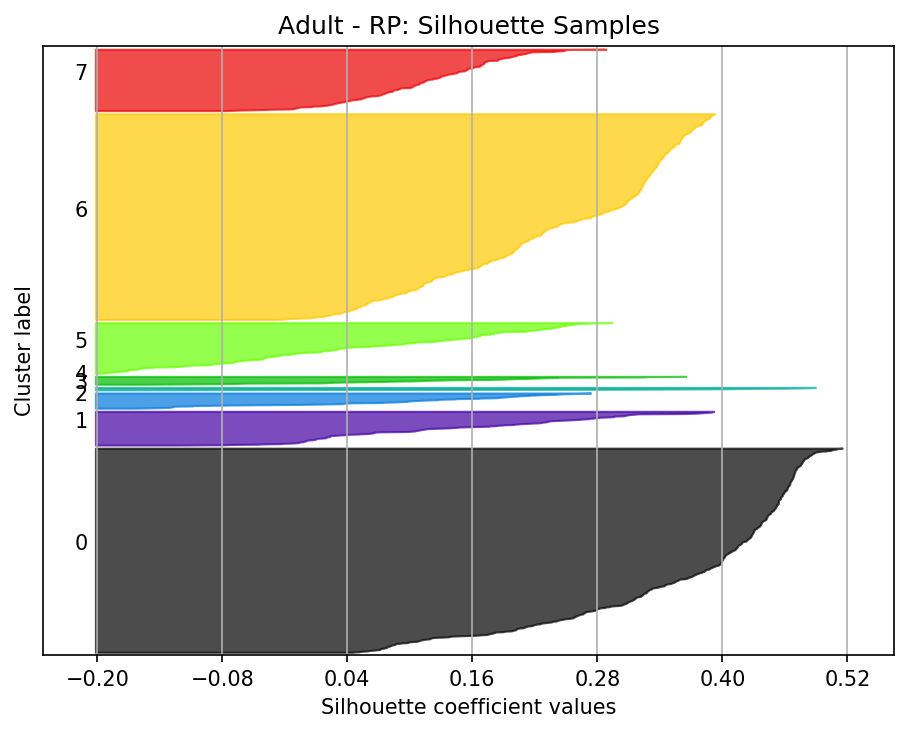 Adult - RP: Silhouette Samples
7
6
5
4
3
2
1
0
Cluster label
−0.20 −0.08 0.04 0.16 0.28 0.40 0.52
Silhouette coefficient values